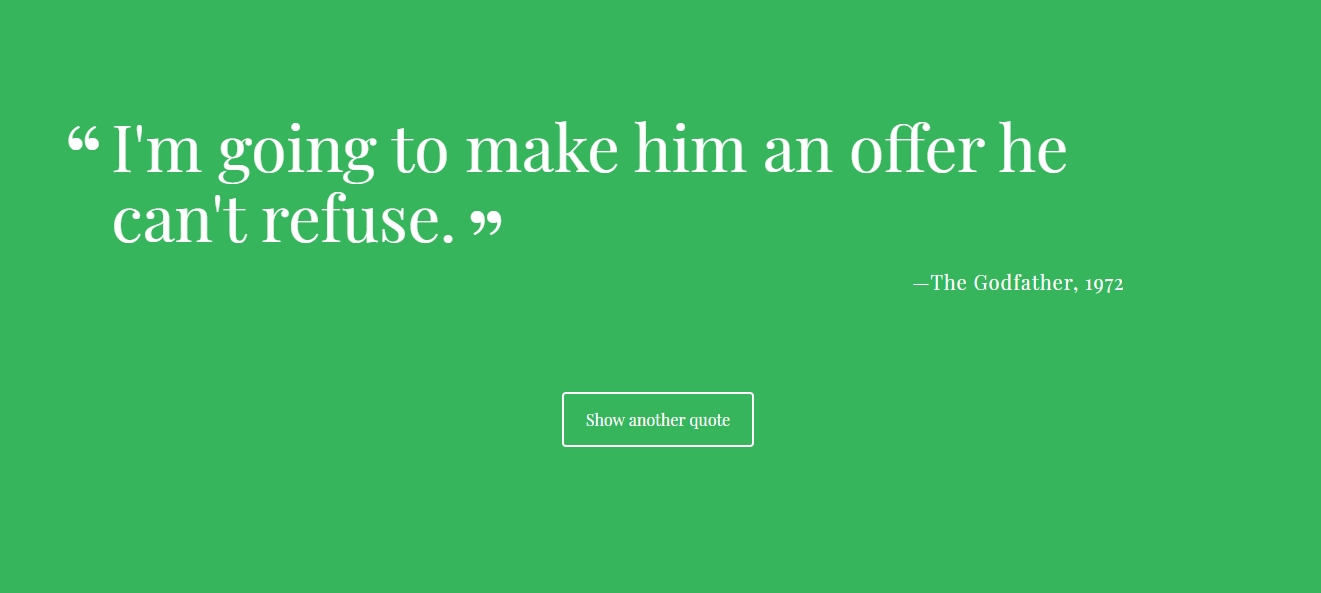 “ I'm going to make him an offer he
can't refuse. ”
—The Godfather, 1972
Show another quote